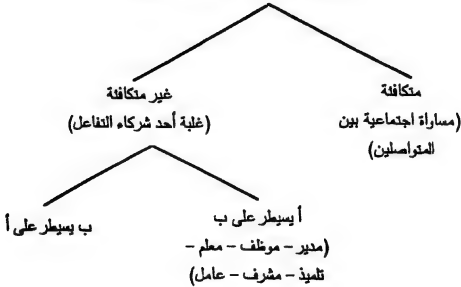 متكافئة
(مساواة اجتماعية بين
المتواصلين)
غير متكافئة
(غلبة أحد شركاء التفاعل)
أ يسيطر على ب
(مدير – موظف – معلم –
تلميذ – مشرف – عامل)
ب يسيطر على أ